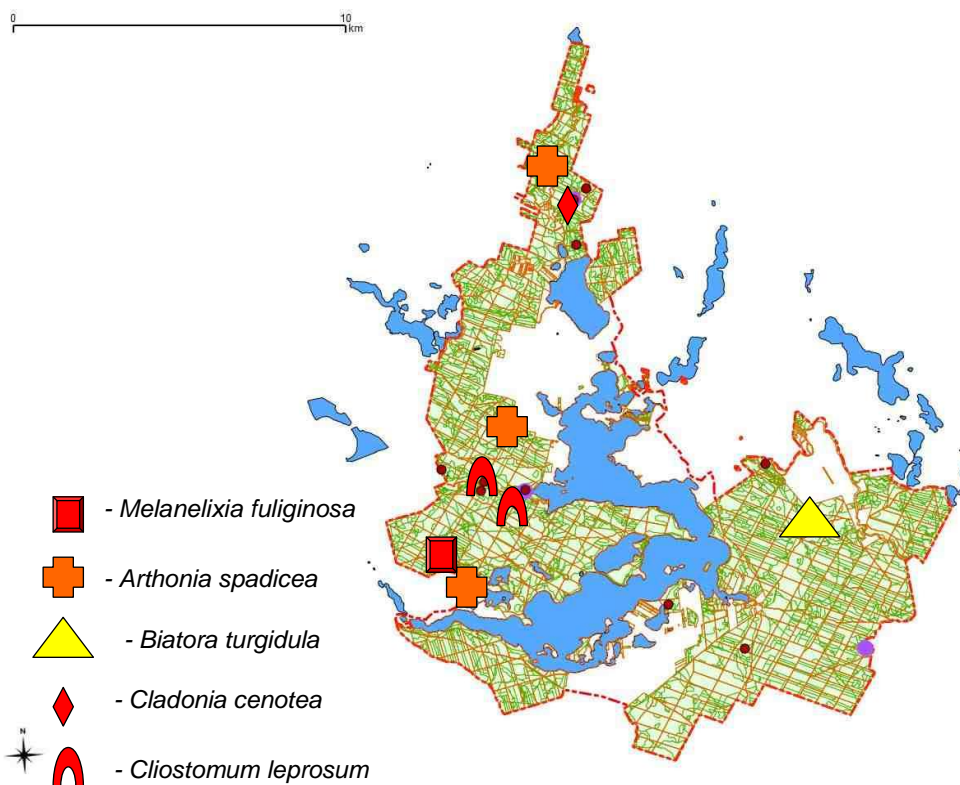 0 10
km
- Melanelixia fuliginosa
- Arthonia spadicea
- Biatora turgidula
- Cladonia cenotea
N
- Cliostomum leprosum